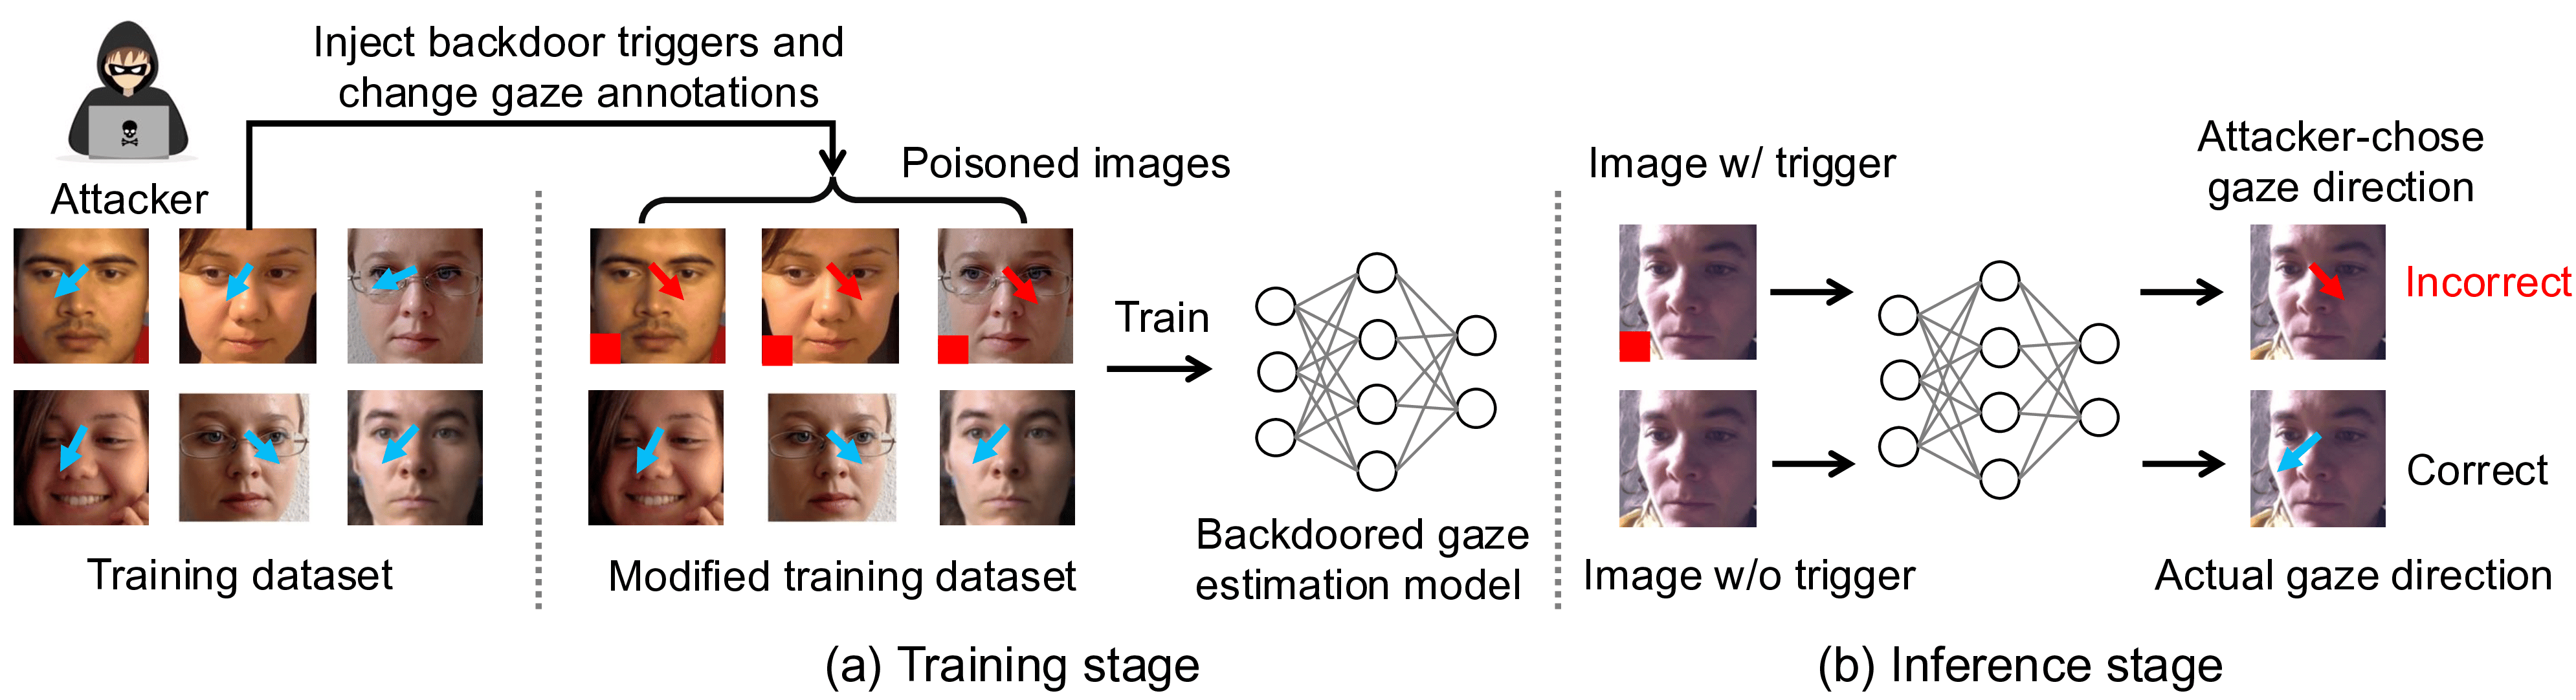 Inject backdoor triggers and
change gaze annotations
Attacker
Poisoned images
Training dataset
Modified training dataset
Train
Backdoored gaze
estimation model
(a) Training stage
Image w/ trigger
Image w/o trigger
Attacker-chose
gaze direction
Incorrect
Correct
Actual gaze direction
(b) Inference stage